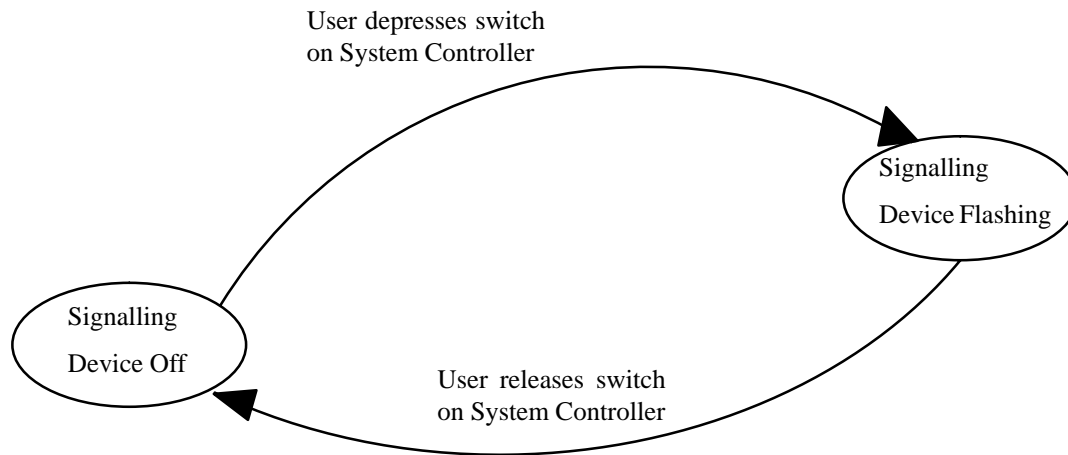 User depresses switch
on System Controller
Signalling
Device Flashing
Signalling
Device Off
User releases switch
on System Controller